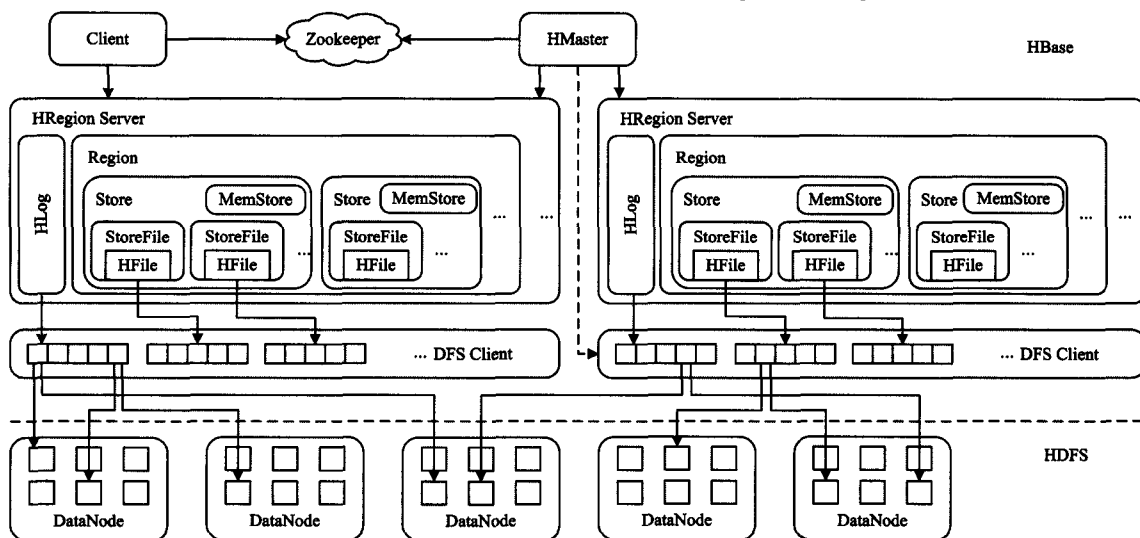 Client
Zookeeper
HMaster
HBase
HRegion Server
HLog
Region
Store
MemStore
StoreFile
HFile
StoreFile
HFile
...
Store
MemStore
StoreFile
HFile
...
...
...
HRegion Server
HLog
Region
Store
MemStore
StoreFile
HFile
StoreFile
HFile
...
Store
MemStore
StoreFile
HFile
...
...
...
... DFS Client
... DFS Client
HDFS
DataNode
DataNode
DataNode
DataNode
DataNode